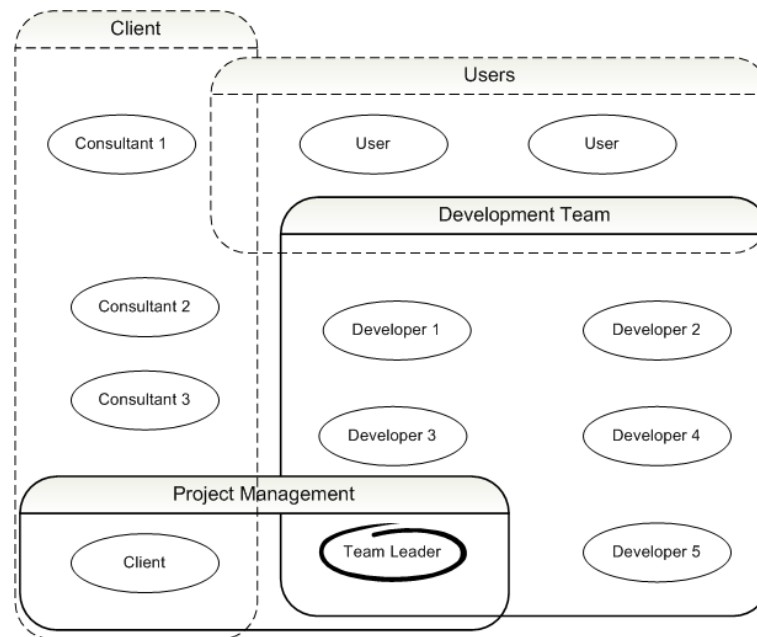 Client
Users
Consultant 1
User
User
Development Team
Consultant 2
Developer 1
Developer 2
Consultant 3
Developer 3
Developer 4
Project Management
Client
Team Leader
Developer 5